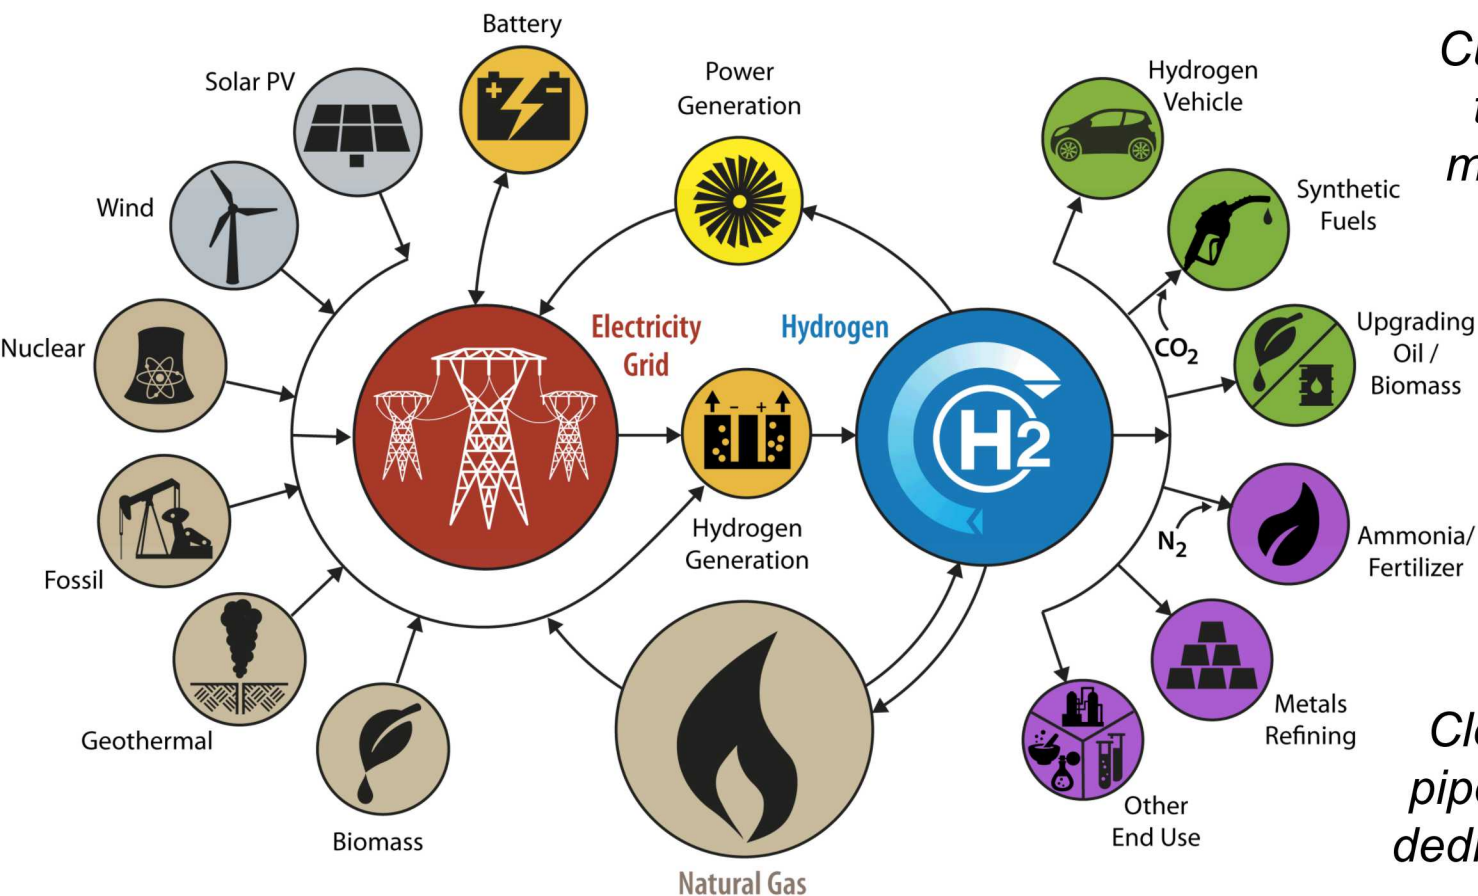 Battery
Solar PV
Power
Generation
Hydrogen
Vehicle
Wind
Synthetic
Fuels
Nuclear
Electricity
Grid
Hydrogen
CO2
Upgrading
Oil /
Biomass
H2
Fossil
Hydrogen
Generation
N2
Ammonia/
Fertilizer
Geothermal
Metals
Refining
Biomass
Other
End Use
Natural Gas